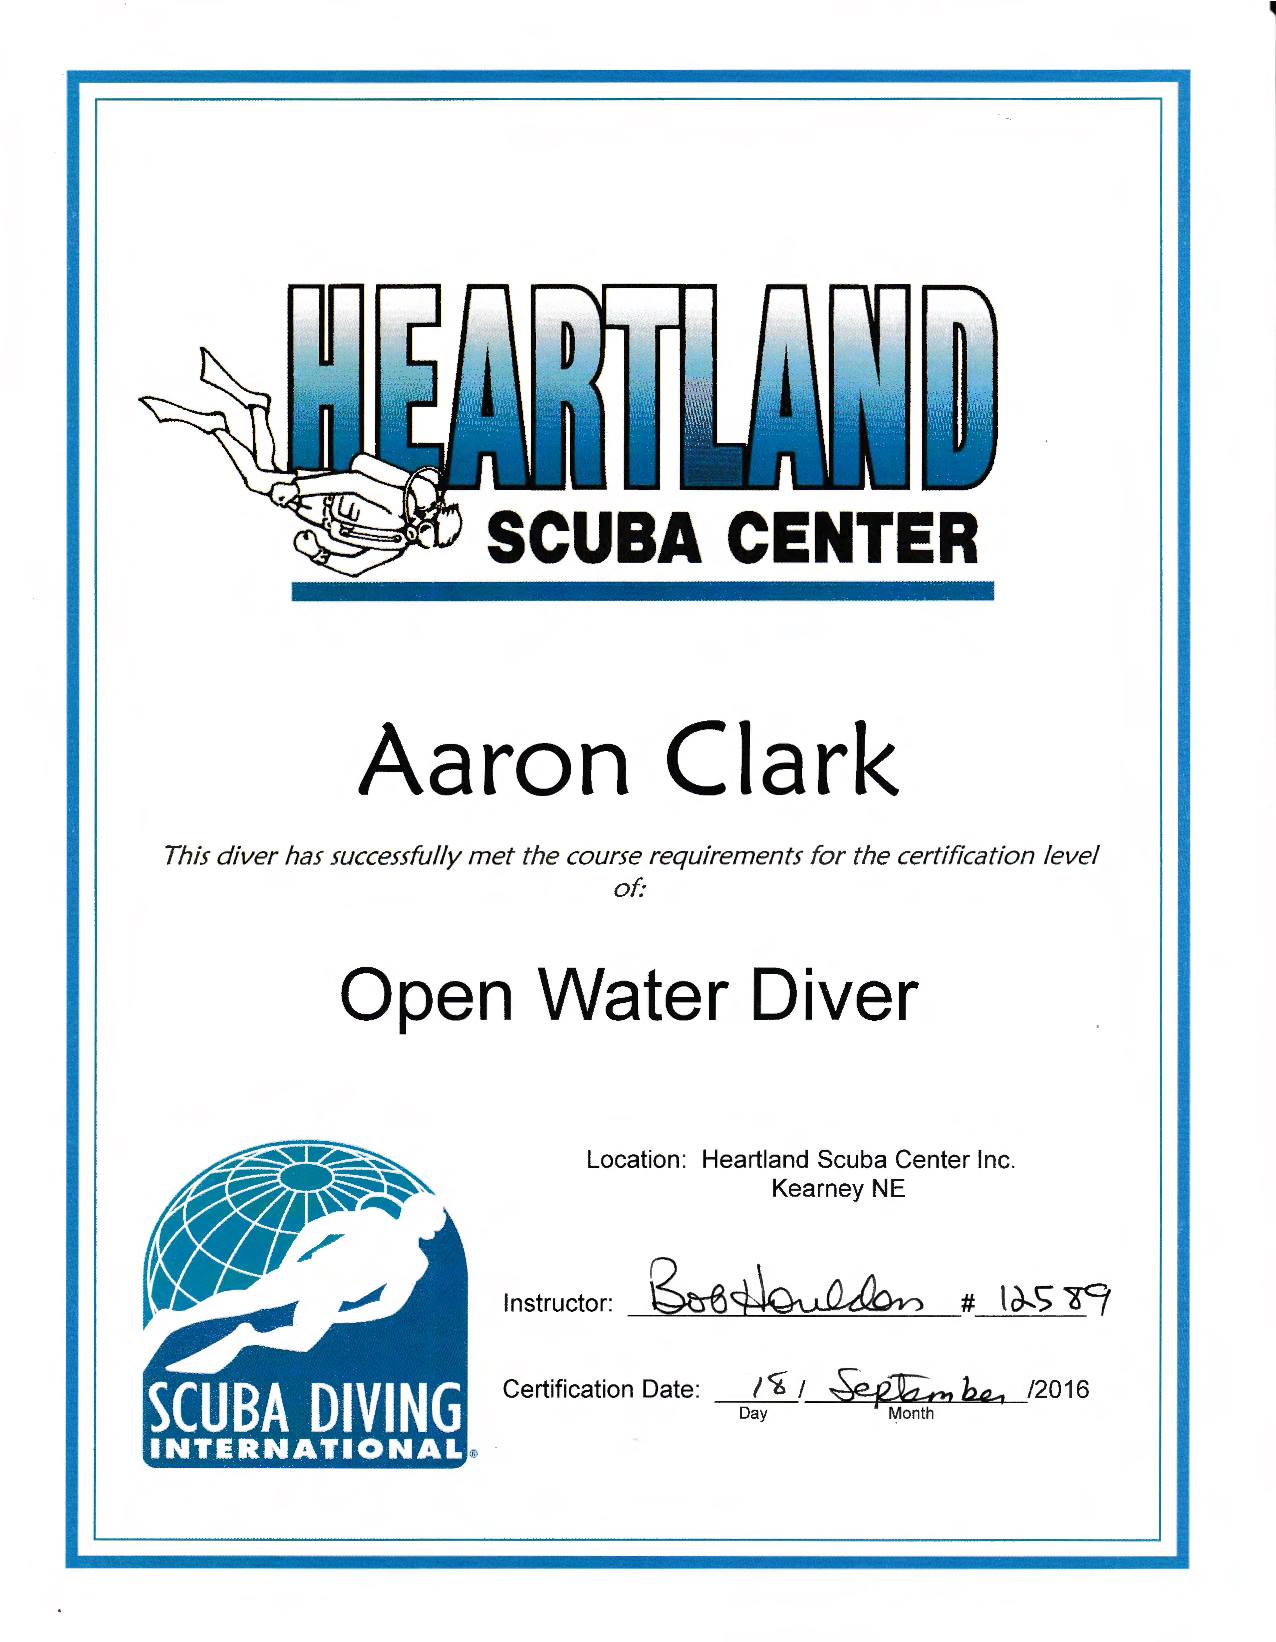 HEARTLAND
SCUBA CENTER
Aaron Clark
This diver has successfully met the course requirements for the certification level
of:
Open Water Diver
Location: Heartland Scuba Center Inc.
Kearney NE
Instructor: Bob Houldon # 12589
Certification Date: 18 / September /2016
Day Month
SCUBA DIVING
INTERNATIONAL®